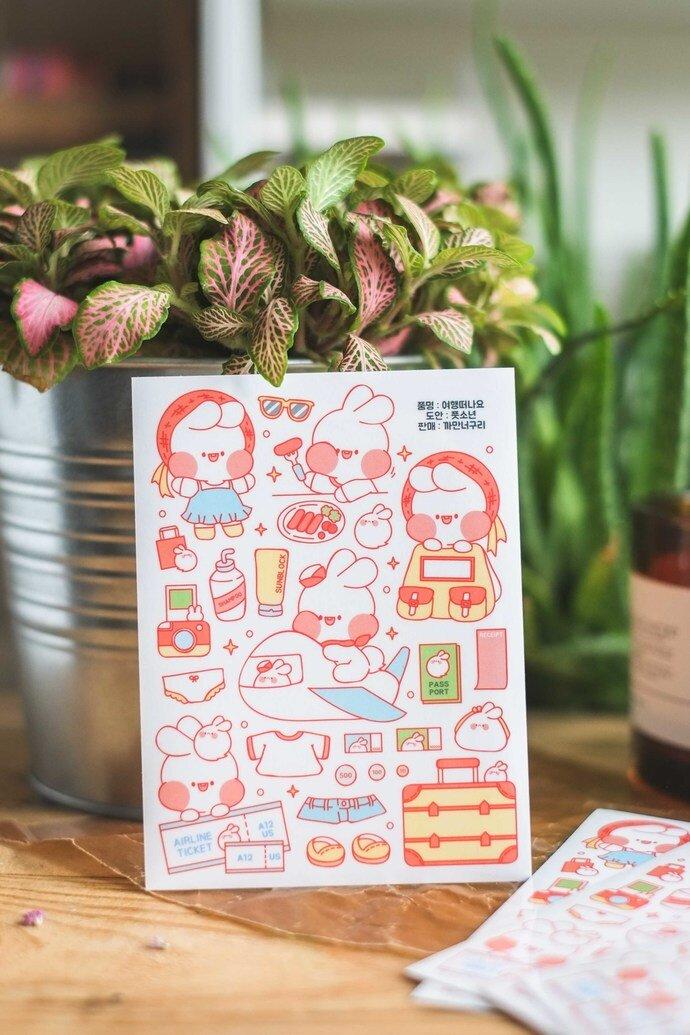 품명 : 여행떠나요
도안 : 풋소년
판매 : 까만너구리
SUNBLOCK
SHAMPOO
RECEIPT
PASS
PORT
500
100
AIRLINE
TICKET
A12
US
A12 US